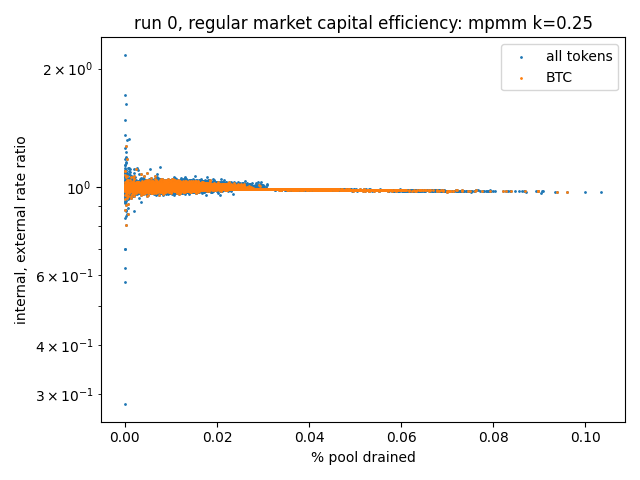 run 0, regular market capital efficiency: mpmm k=0.25
all tokens
BTC
2 × 10⁰
10⁰
6 × 10⁻¹
4 × 10⁻¹
3 × 10⁻¹
internal, external rate ratio
0.00 0.02 0.04 0.06 0.08 0.10
% pool drained